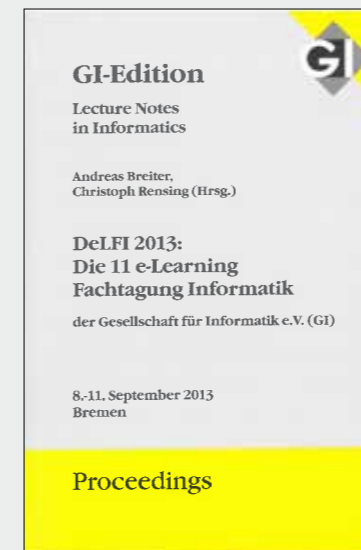 GI
GI-Edition
Lecture Notes
in Informatics
Andreas Breiter,
Christoph Rensing (Hrsg.)
DeLFI 2013:
Die 11 e-Learning
Fachtagung Informatik
der Gesellschaft für Informatik e.V. (GI)
8.-11. September 2013
Bremen
Proceedings